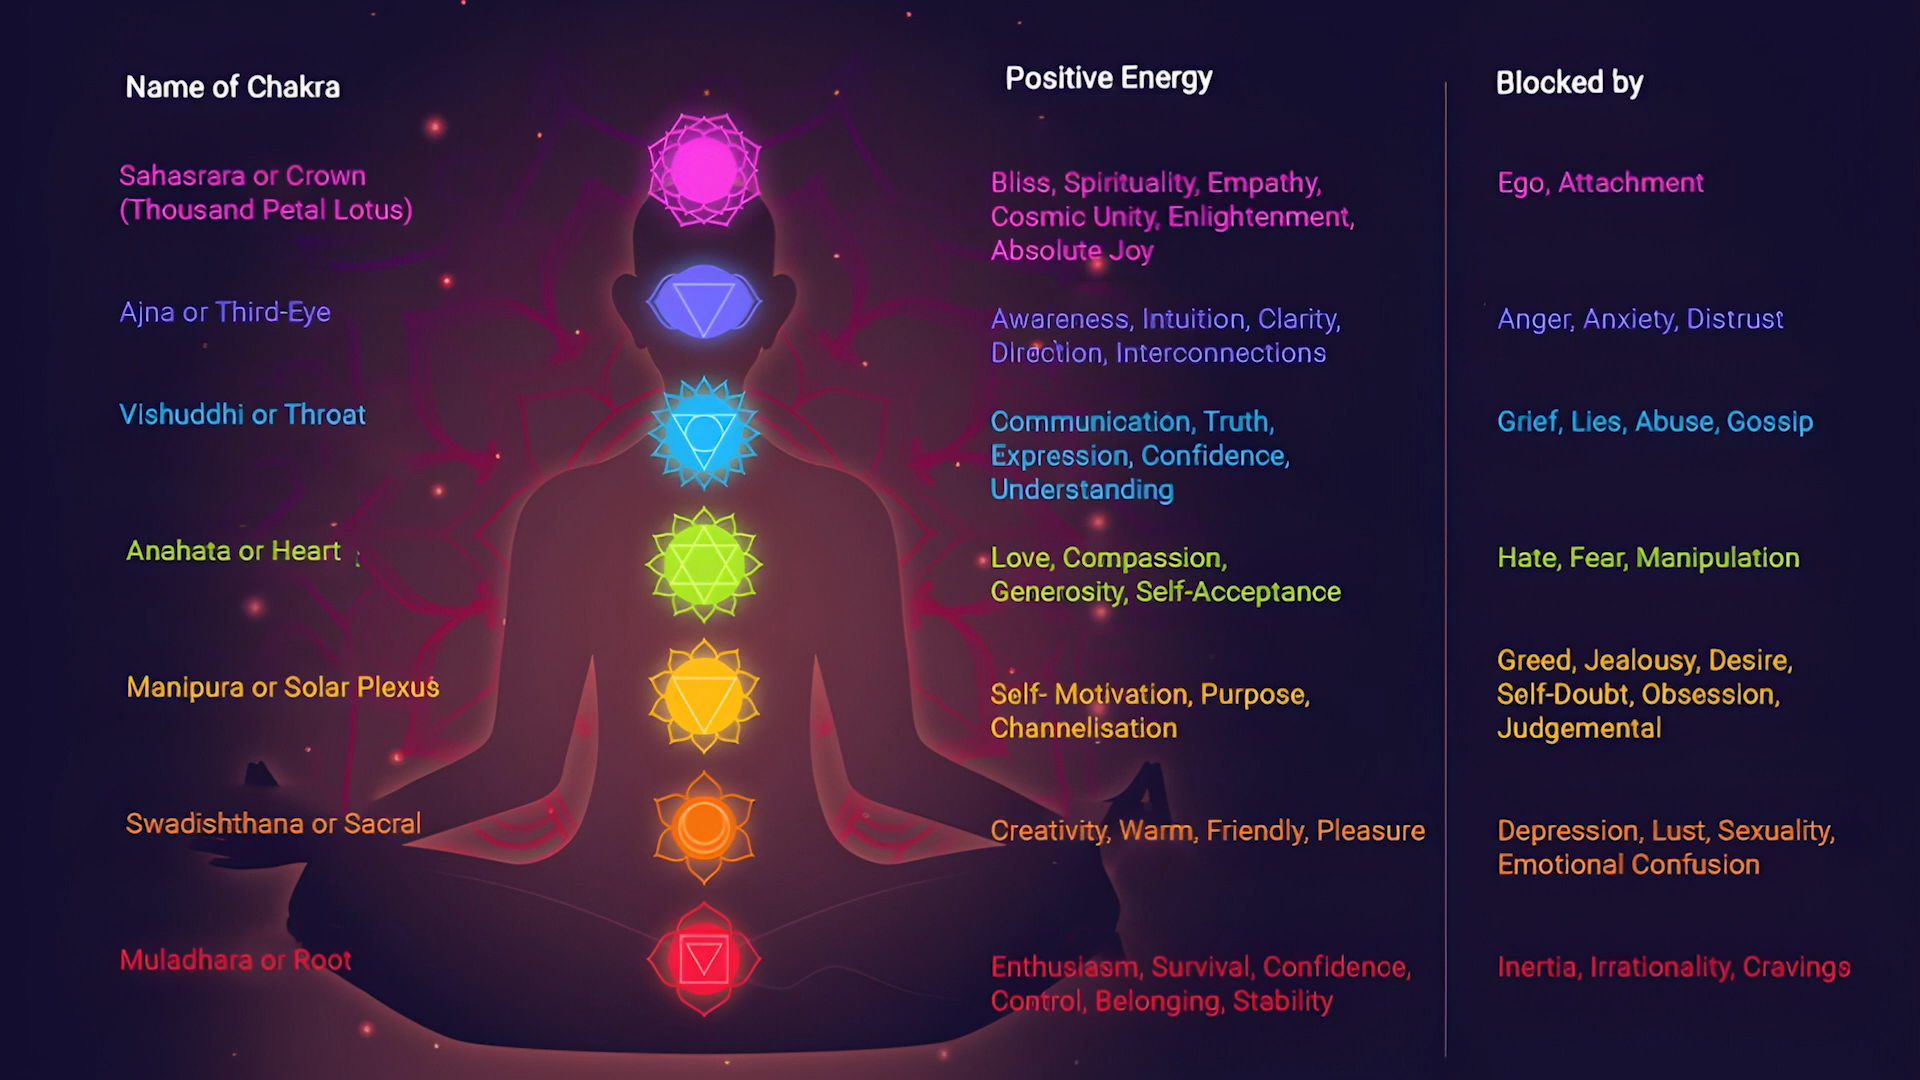 Name of Chakra
Positive Energy
Blocked by
Sahasrara or Crown
(Thousand Petal Lotus)
Bliss, Spirituality, Empathy,
Cosmic Unity, Enlightenment,
Absolute Joy
Ego, Attachment
Ajna or Third-Eye
Awareness, Intuition, Clarity,
Direction, Interconnections
Anger, Anxiety, Distrust
Vishuddhi or Throat
Communication, Truth,
Expression, Confidence,
Understanding
Grief, Lies, Abuse, Gossip
Anahata or Heart
Love, Compassion,
Generosity, Self-Acceptance
Hate, Fear, Manipulation
Manipura or Solar Plexus
Self- Motivation, Purpose,
Channelisation
Greed, Jealousy, Desire,
Self-Doubt, Obsession,
Judgemental
Swadishthana or Sacral
Creativity, Warm, Friendly, Pleasure
Depression, Lust, Sexuality,
Emotional Confusion
Muladhara or Root
Enthusiasm, Survival, Confidence,
Control, Belonging, Stability
Inertia, Irrationality, Cravings